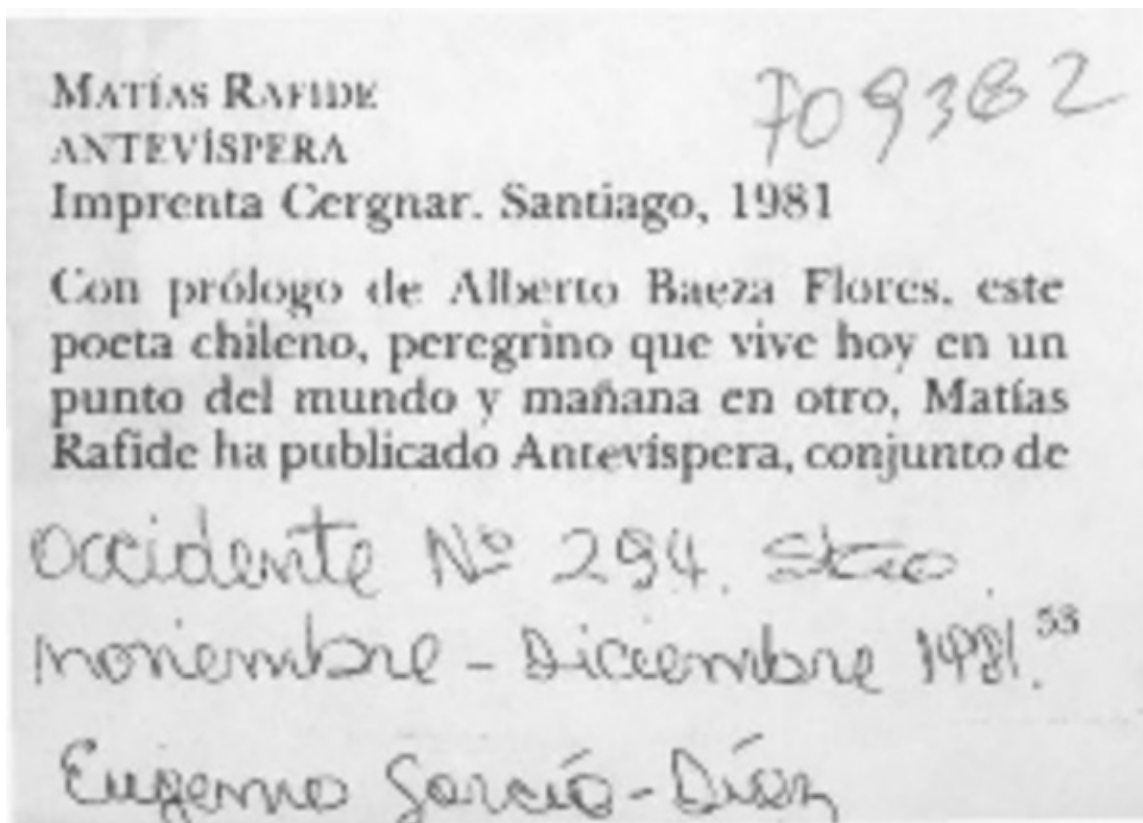 MATÍAS RAFIDE
709382
ANTEVÍSPERA
Imprenta Cergnar. Santiago, 1981
Con prólogo de Alberto Baeza Flores, este
poeta chileno, peregrino que vive hoy en un
punto del mundo y mañana en otro, Matías
Rafide ha publicado Antevíspera, conjunto de
Occidente Nº 294. Stgo.
noviembre - Diciembre 1981.
53
Eugenio García-Díaz